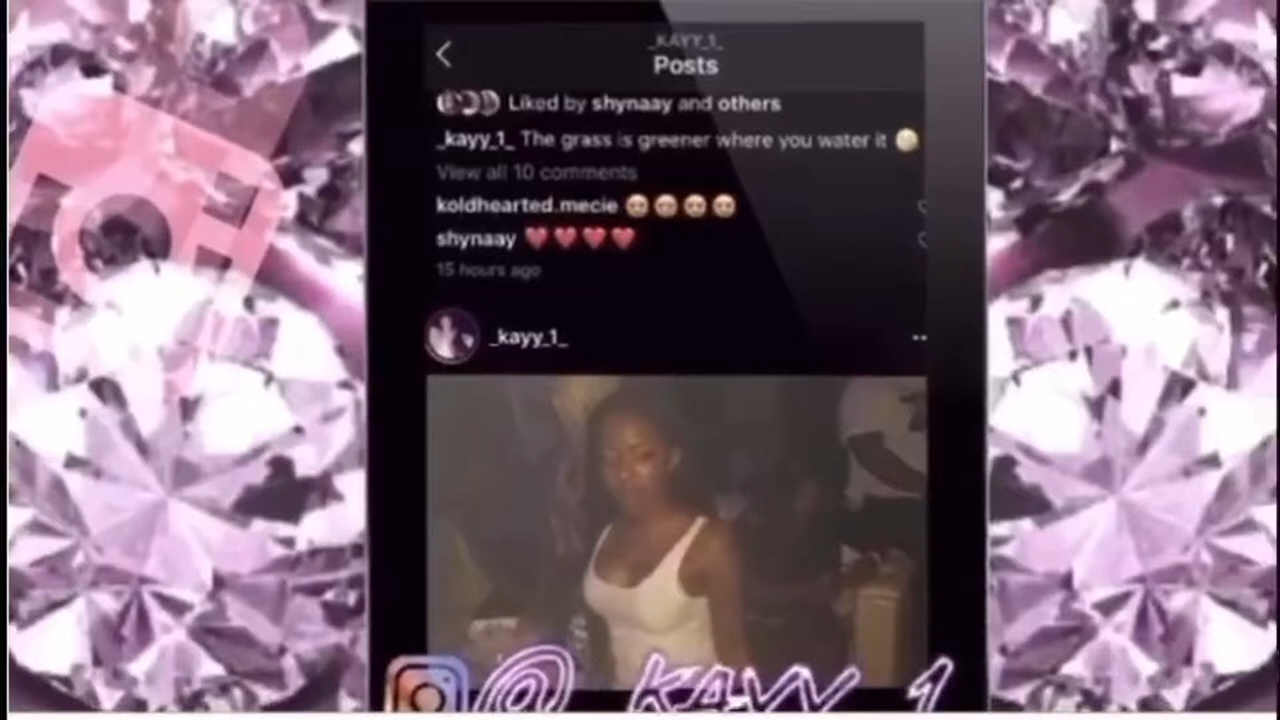 _KAYY_1_
Posts
Liked by shynaay and others
_kayy_1_ The grass is greener where you water it
View all 10 comments
koldhearted.mecie
shynaay ❤️❤️❤️❤️
15 hours ago
_kayy_1_
@_KAYY_1